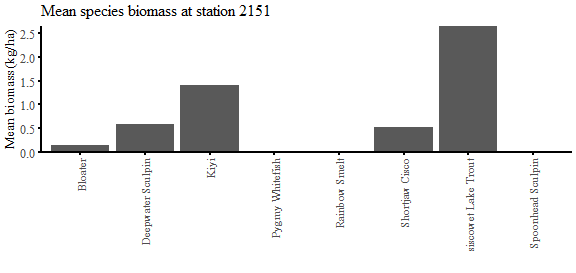 Mean species biomass at station 2151
Mean biomass (kg/ha)
2.5
2.0
1.5
1.0
0.5
0.0
Bloater
Deepwater Sculpin
Kiyi
Pygmy Whitefish
Rainbow Smelt
Shortjaw Cisco
siscowet Lake Trout
Spoonhead Sculpin